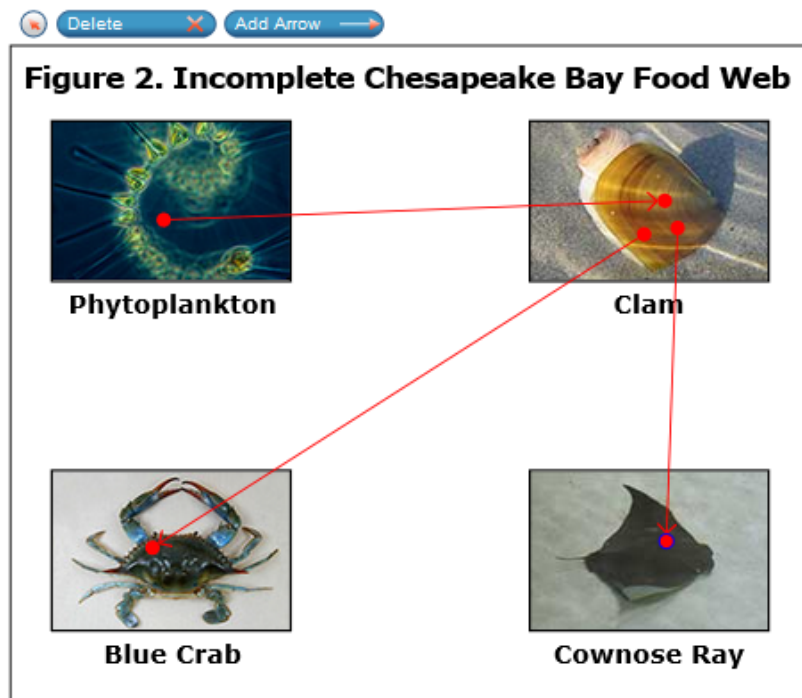 Delete
Add Arrow
Figure 2. Incomplete Chesapeake Bay Food Web
Phytoplankton
Clam
Blue Crab
Cownose Ray